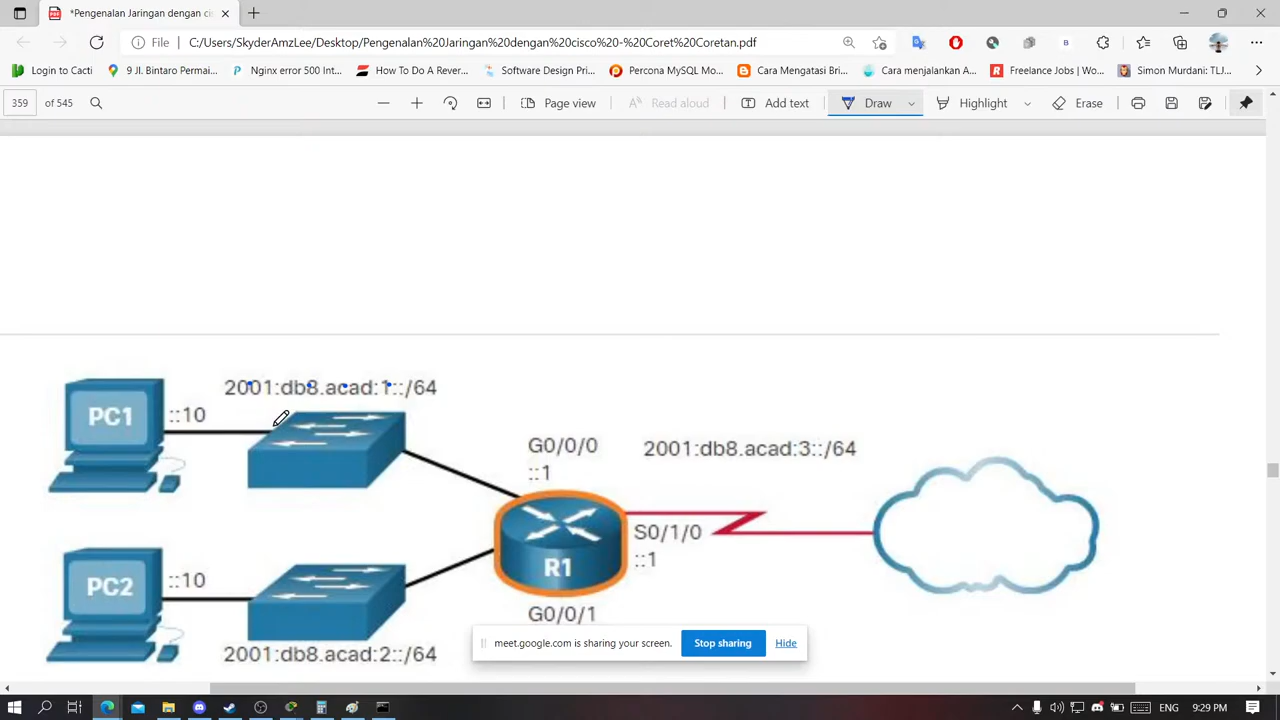 *Pengenalan Jaringan dengan cis
File C:/Users/SkyderAmzLee/Desktop/Pengenalan%20Jaringan%20dengan%20cisco%20-%20Coret%20Coretan.pdf
Login to Cacti
9 Jl. Bintaro Permai...
Nginx error 500 Int...
How To Do A Rever...
Software Design Pri...
Percona MySQL Mo...
Cara Mengatasi Bri...
Cara menjalankan A...
Freelance Jobs | Wo...
Simon Murdani: TLJ...
359 of 545
Page view
Read aloud
Add text
Draw
Highlight
Erase
2001:db8.acad:1::/64
PC1
::10
G0/0/0
::1
2001:db8.acad:3::/64
R1
S0/1/0
::1
PC2
::10
G0/0/1
2001:db8.acad:2::/64
meet.google.com is sharing your screen.
Stop sharing
Hide
ENG
9:29 PM